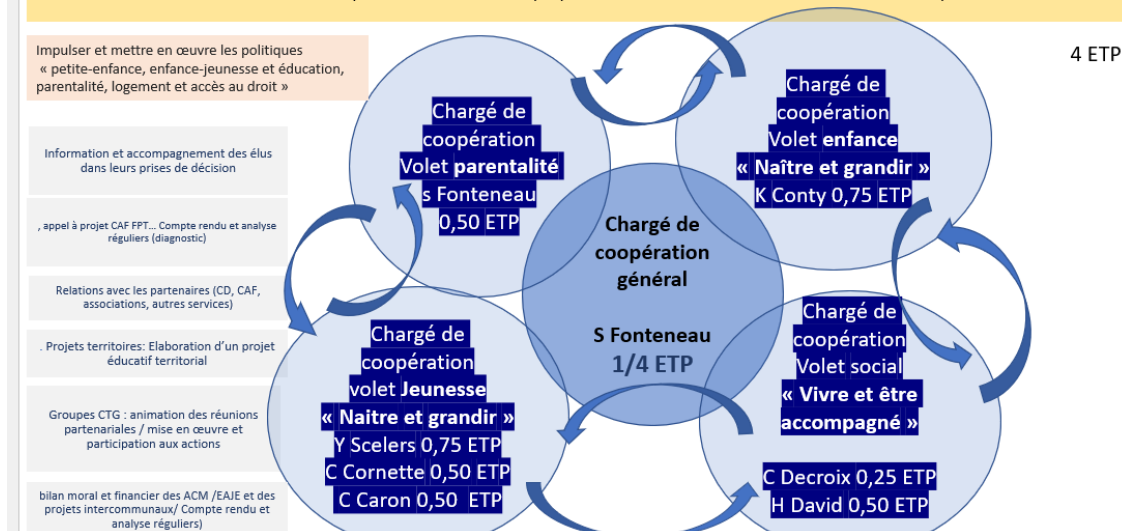 Impulser et mettre en œuvre les politiques
« petite-enfance, enfance-jeunesse et éducation,
parentalité, logement et accès au droit »
4 ETP
Information et accompagnement des élus
dans leurs prises de décision
, appel à projet CAF FPT... Compte rendu et analyse
réguliers (diagnostic)
Relations avec les partenaires (CD, CAF,
associations, autres services)
. Projets territoires: Elaboration d’un projet
éducatif territorial
Groupes CTG : animation des réunions
partenariales / mise en œuvre et
participation aux actions
bilan moral et financier des ACM /EAJE et des
projets intercommunaux/ Compte rendu et
analyse réguliers)
Chargé de
coopération
Volet parentalité
s Fonteneau
0,50 ETP
Chargé de
coopération
Volet enfance
« Naître et grandir »
K Conty 0,75 ETP
Chargé de
coopération
général
S Fonteneau
1/4 ETP
Chargé de
coopération
volet Jeunesse
« Naitre et grandir »
Y Scelers 0,75 ETP
C Cornette 0,50 ETP
C Caron 0,50 ETP
Chargé de
coopération
Volet social
« Vivre et être
accompagné »
C Decroix 0,25 ETP
H David 0,50 ETP